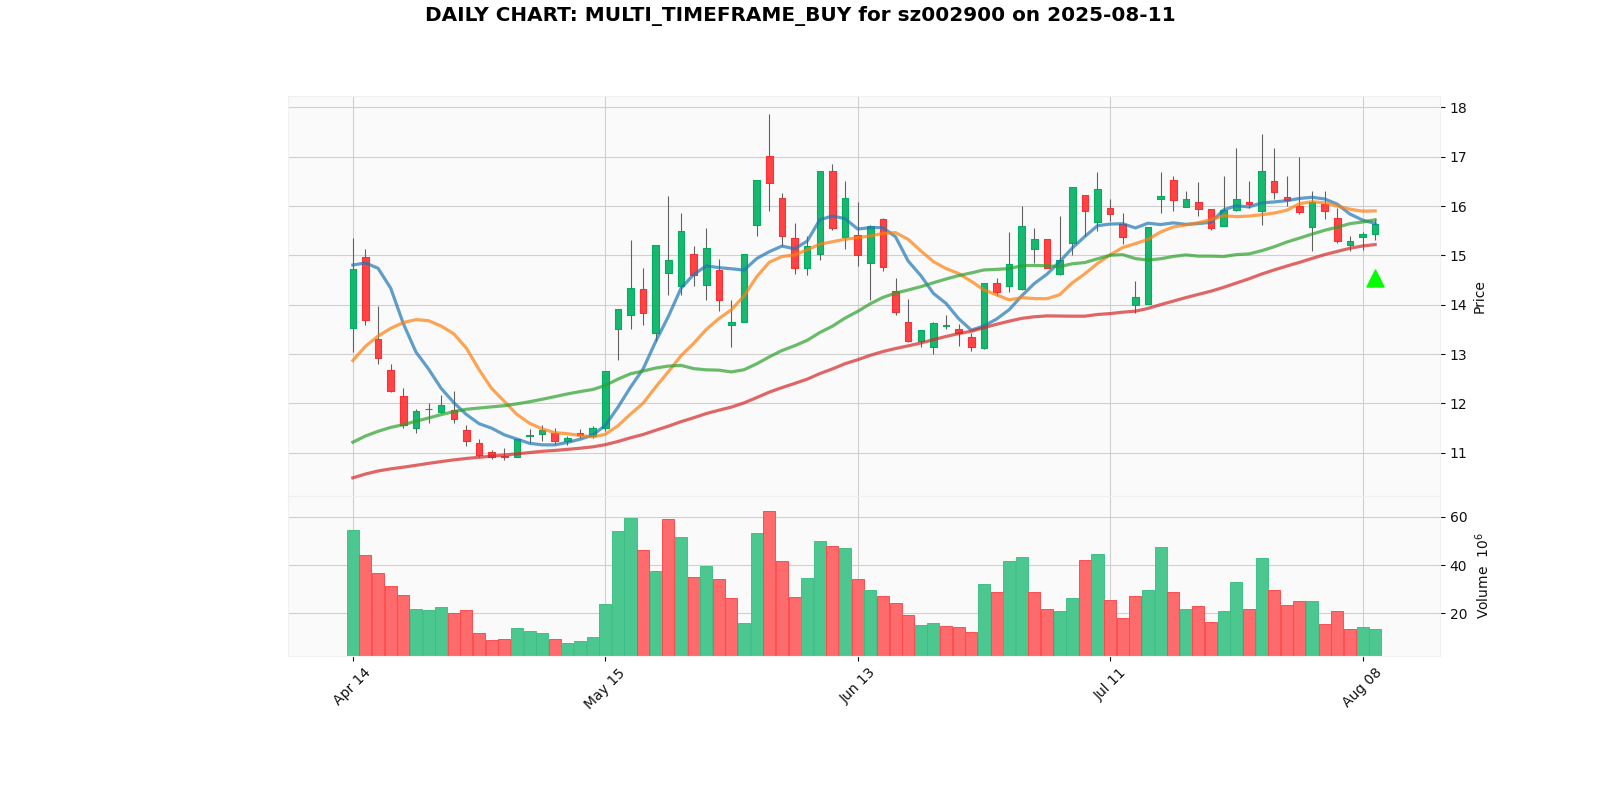 DAILY CHART: MULTI_TIMEFRAME_BUY for sz002900 on 2025-08-11
18
17
16
15
14
13
12
11
Price
60
40
20
Volume 10⁶
Apr 14
May 15
Jun 13
Jul 11
Aug 08